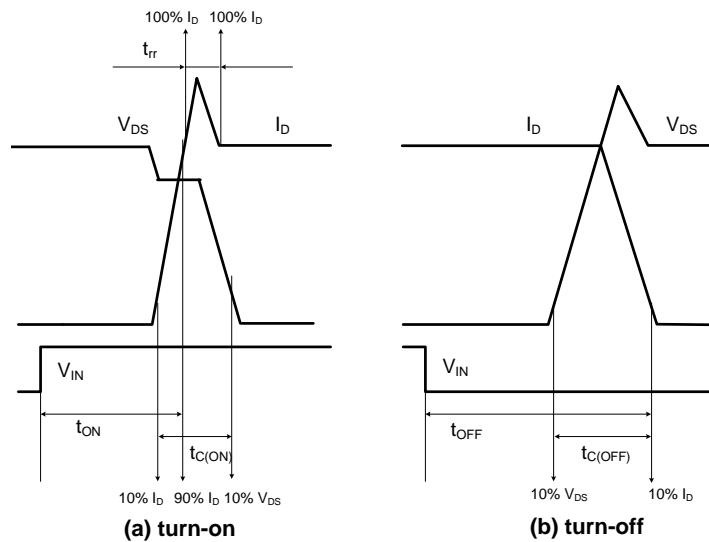 100% I_D 100% I_D
t_rr
V_DS I_D
I_D V_DS
V_IN
V_IN
t_ON
t_OFF
t_C(ON)
t_C(OFF)
10% I_D 90% I_D 10% V_DS
10% V_DS 10% I_D
(a) turn-on
(b) turn-off